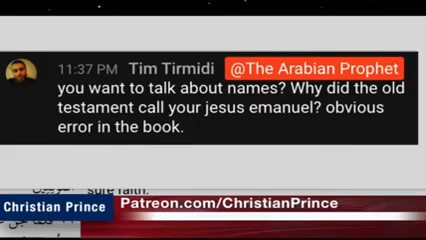 11:37 PM Tim Tirmidi @The Arabian Prophet
you want to talk about names? Why did the old
testament call your jesus emanuel? obvious
error in the book.
sure faith.
Christian Prince Patreon.com/ChristianPrince